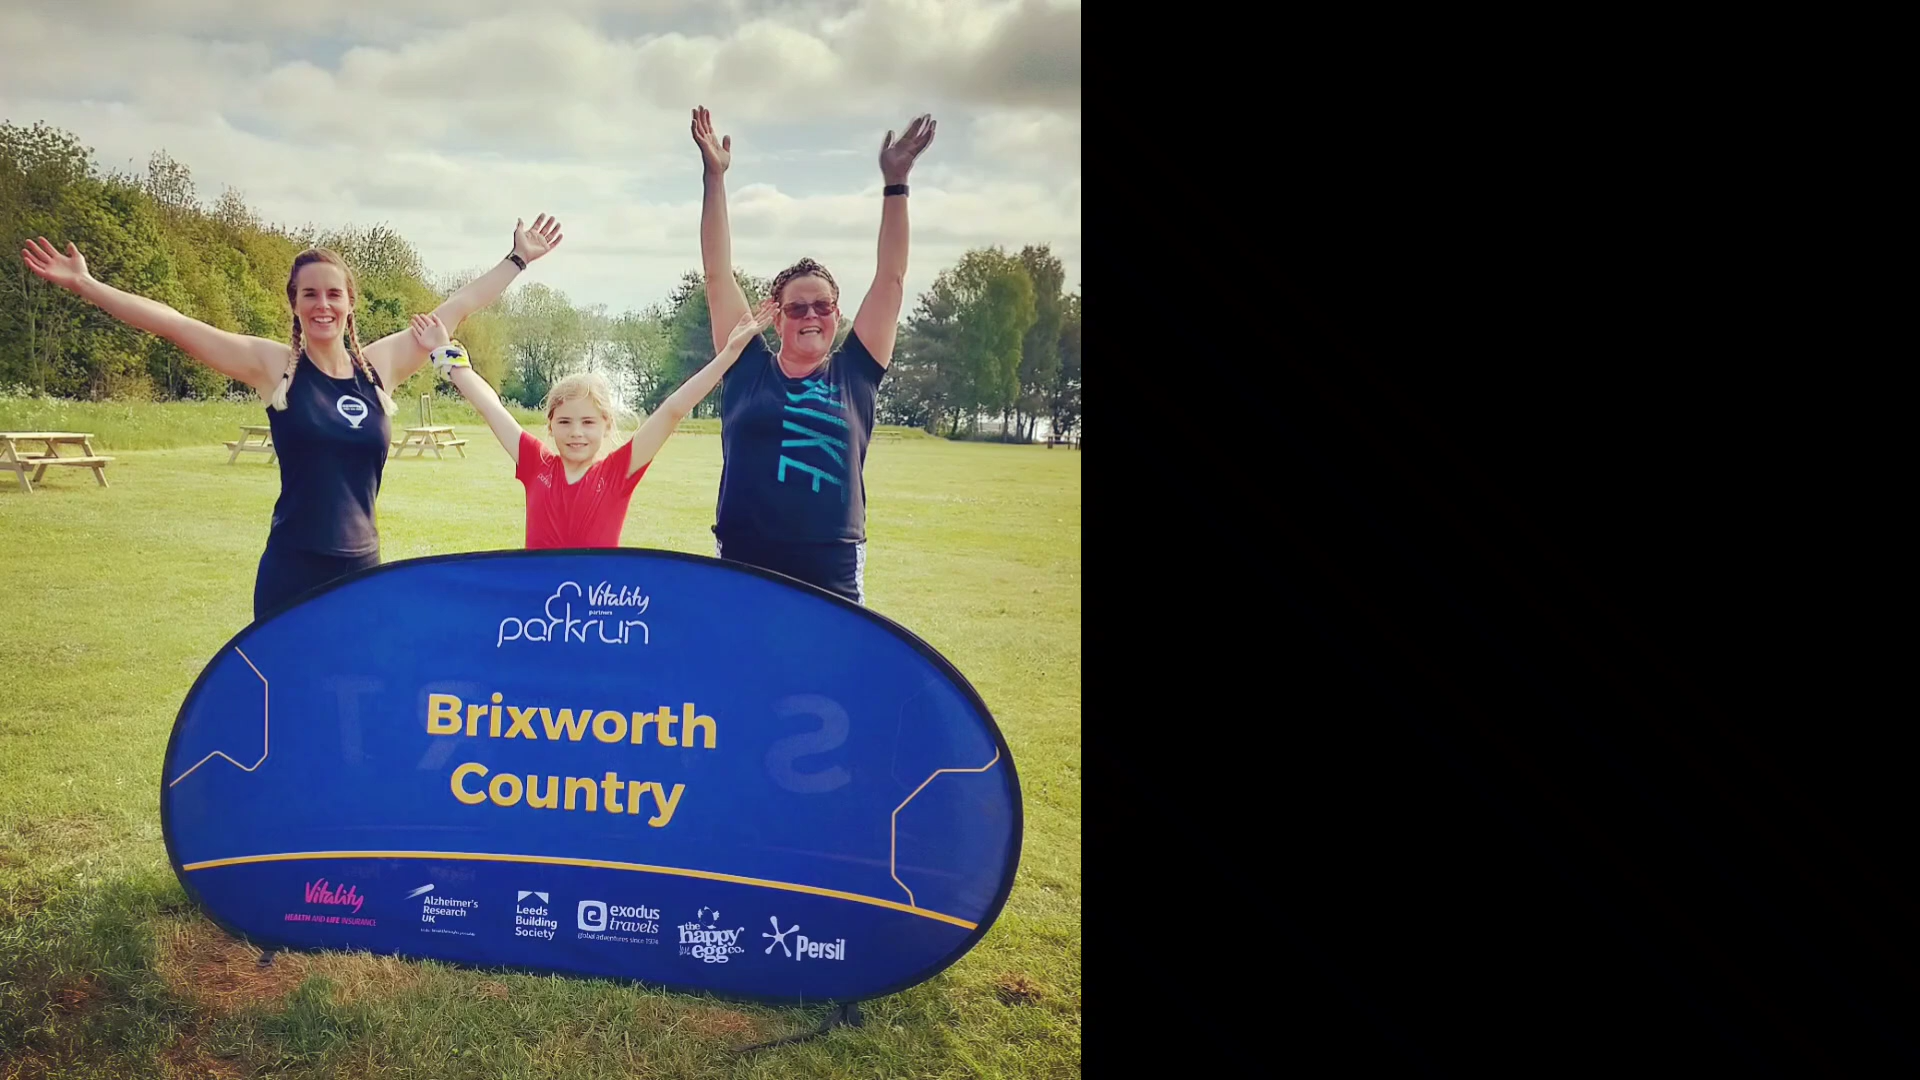 NIKE
Vitality
partners
parkrun
Brixworth
Country
Vitality
HEALTH AND LIFE INSURANCE
Alzheimer's
Research
UK
Leeds
Building
Society
exodus
travels
global adventures since 1974
the
happy
egg co.
Persil